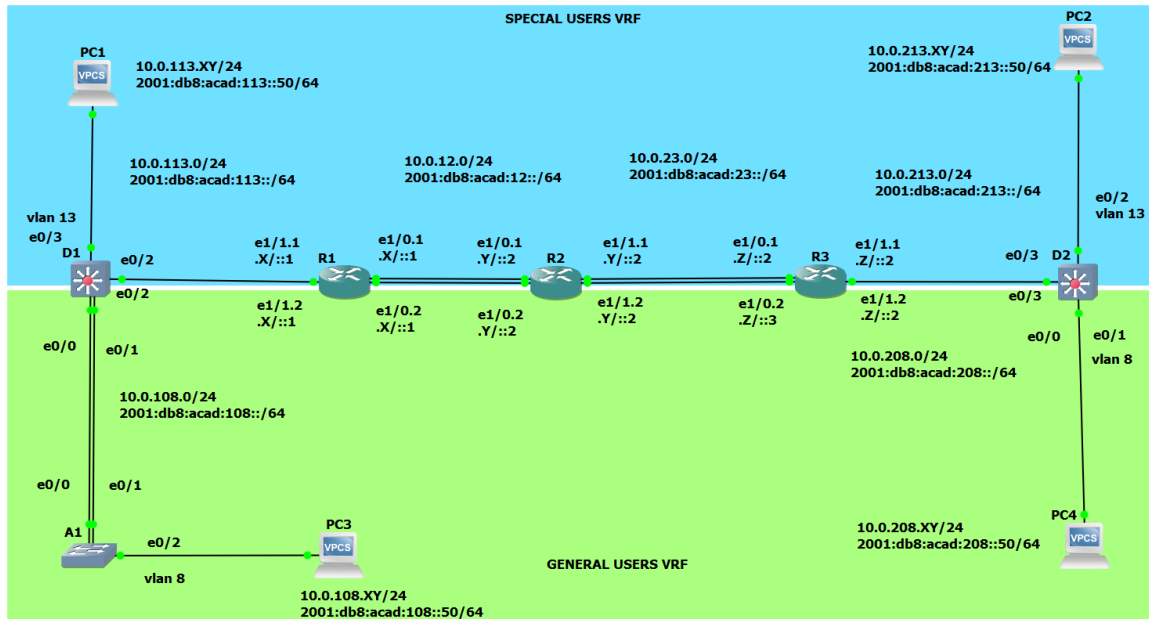 SPECIAL USERS VRF
PC1
VPCS
10.0.113.XY/24
2001:db8:acad:113::50/64
PC2
VPCS
10.0.213.XY/24
2001:db8:acad:213::50/64
10.0.113.0/24
2001:db8:acad:113::/64
10.0.12.0/24
2001:db8:acad:12::/64
10.0.23.0/24
2001:db8:acad:23::/64
10.0.213.0/24
2001:db8:acad:213::/64
e0/2
vlan 13
vlan 13
e0/3
D1
e0/2
e0/2
e1/1.1
.X/::1
R1
e1/0.1
.X/::1
e1/0.1
.Y/::2
R2
e1/1.1
.Y/::2
e1/0.1
.Z/::2
R3
e1/1.1
.Z/::2
e0/3
D2
e0/3
e1/1.2
.X/::1
e1/0.2
.X/::1
e1/0.2
.Y/::2
e1/1.2
.Y/::2
e1/0.2
.Z/::3
e1/1.2
.Z/::2
e0/0
e0/1
e0/0
e0/1
vlan 8
10.0.208.0/24
2001:db8:acad:208::/64
10.0.108.0/24
2001:db8:acad:108::/64
e0/0
e0/1
A1
e0/2
vlan 8
PC3
VPCS
10.0.108.XY/24
2001:db8:acad:108::50/64
PC4
VPCS
10.0.208.XY/24
2001:db8:acad:208::50/64
GENERAL USERS VRF